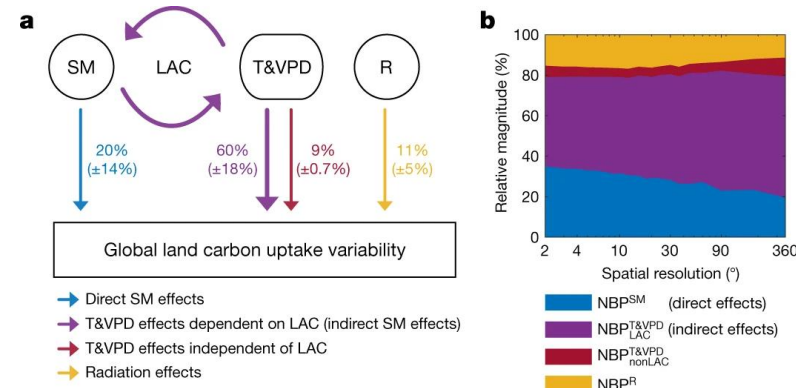 a
SM
LAC
T&VPD
R
20%
(±14%)
60%
(±18%)
9%
(±0.7%)
11%
(±5%)
Global land carbon uptake variability
Direct SM effects
T&VPD effects dependent on LAC (indirect SM effects)
T&VPD effects independent of LAC
Radiation effects
b
Relative magnitude (%)
100
80
60
40
20
0
2 4 10 30 90 360
Spatial resolution (°)
NBP^SM (direct effects)
NBP^T&VPD_LAC (indirect effects)
NBP^T&VPD_nonLAC
NBP^R